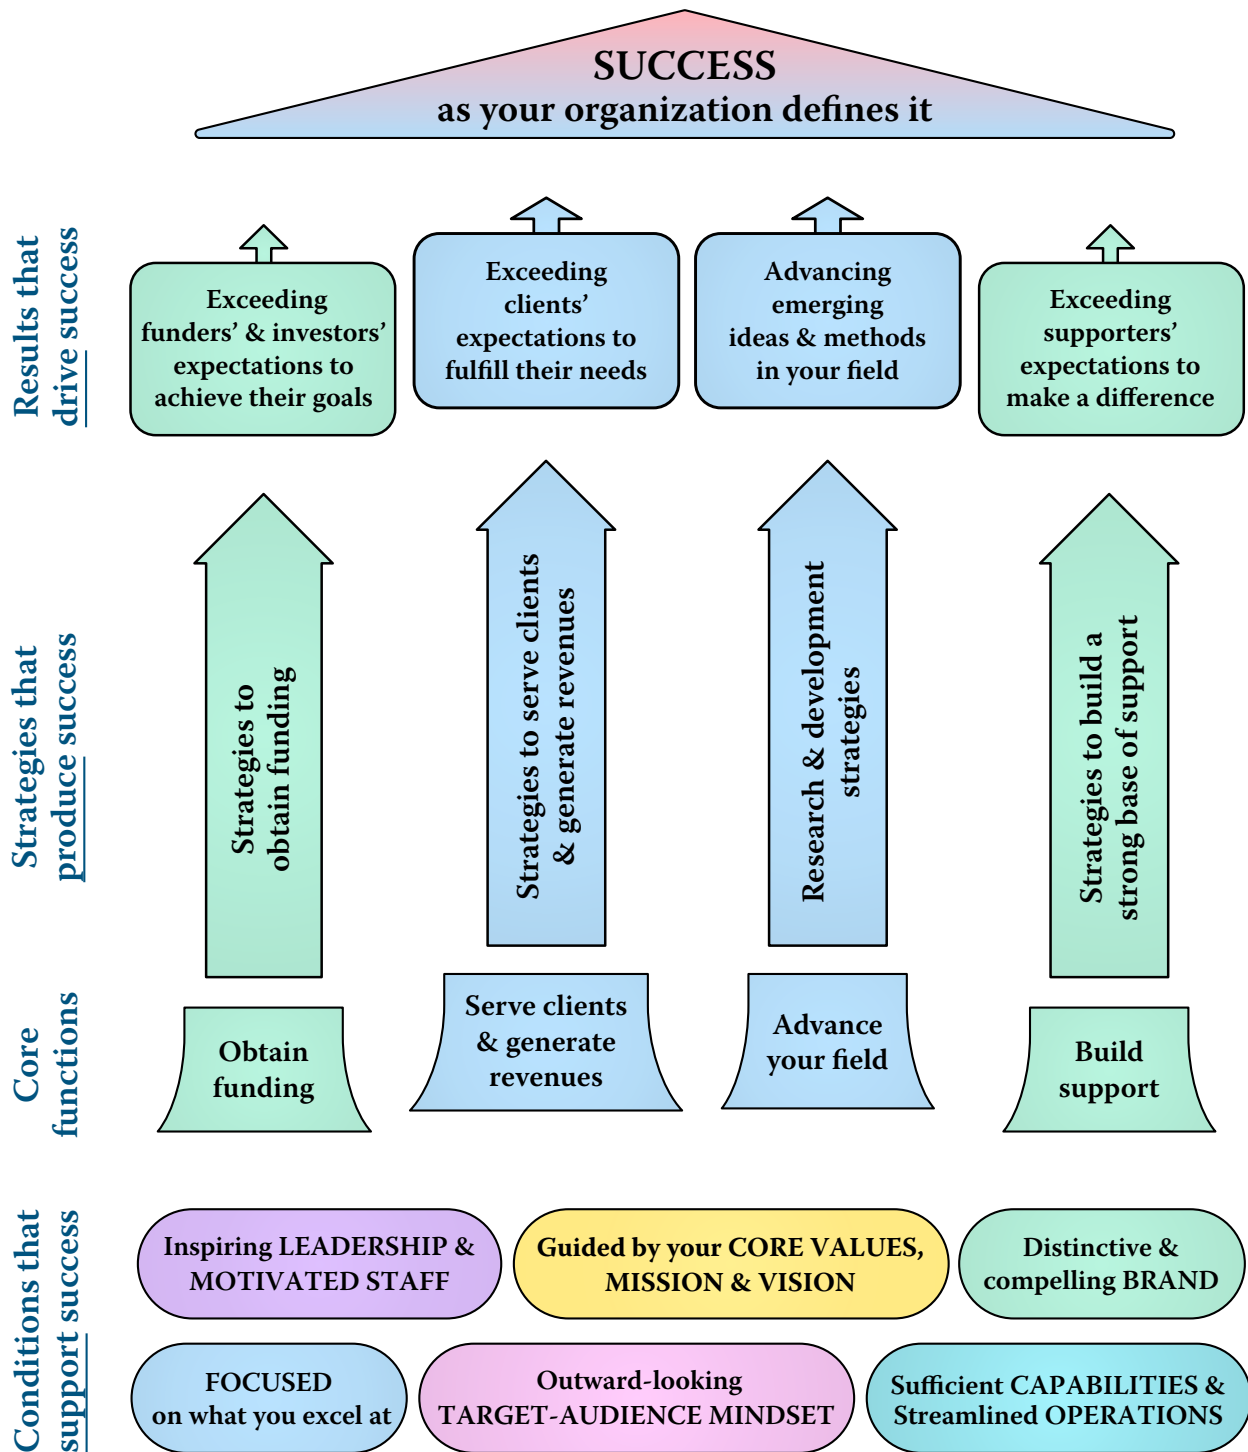 SUCCESS
as your organization defines it
Results that
drive success
Exceeding
funders’ & investors’
expectations to
achieve their goals
Exceeding
clients’
expectations to
fulfill their needs
Advancing
emerging
ideas & methods
in your field
Exceeding
supporters’
expectations to
make a difference
Strategies that
produce success
Strategies to
obtain funding
Strategies to serve clients
& generate revenues
Research & development
strategies
Strategies to build a
strong base of support
Core
functions
Obtain
funding
Serve clients
& generate
revenues
Advance
your field
Build
support
Conditions that
support success
Inspiring LEADERSHIP &
MOTIVATED STAFF
Guided by your CORE VALUES,
MISSION & VISION
Distinctive &
compelling BRAND
FOCUSED
on what you excel at
Outward-looking
TARGET-AUDIENCE MINDSET
Sufficient CAPABILITIES &
Streamlined OPERATIONS